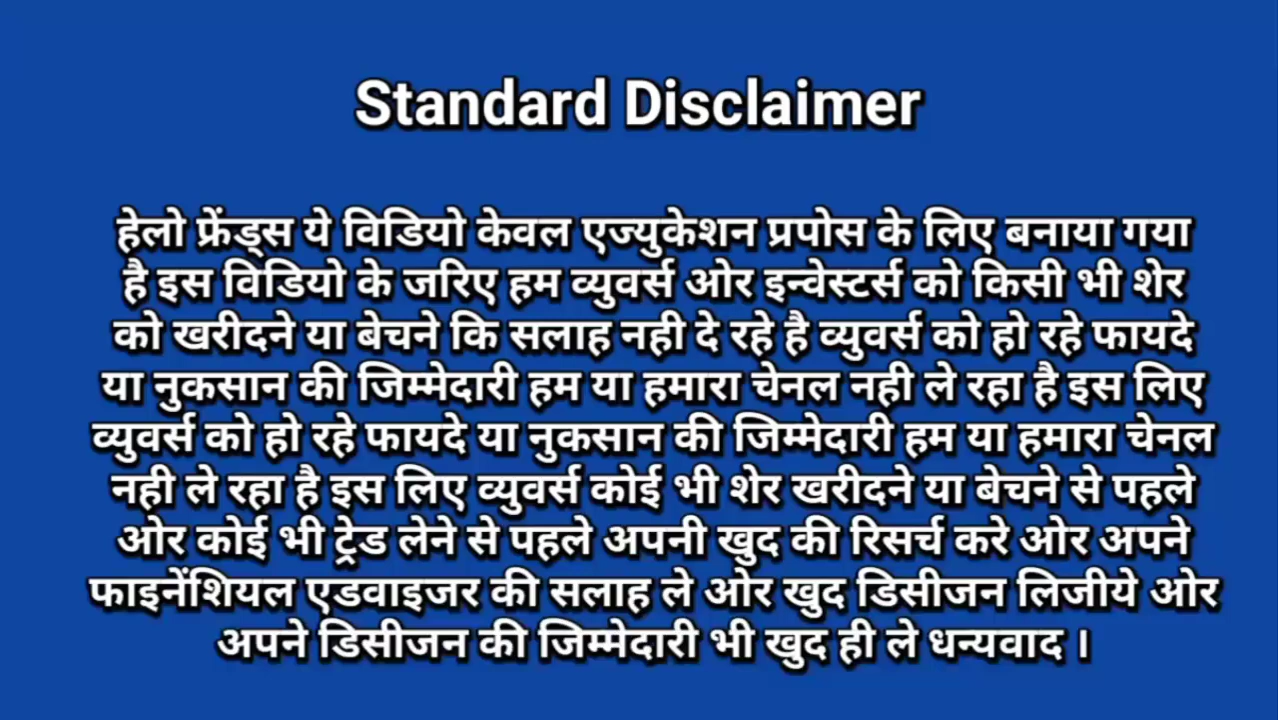 Standard Disclaimer
हेलो फ्रेंड्स ये विडियो केवल एज्युकेशन प्रपोस के लिए बनाया गया
है इस विडियो के जरिए हम व्युवर्स ओर इन्वेस्टर्स को किसी भी शेर
को खरीदने या बेचने कि सलाह नही दे रहे है व्युवर्स को हो रहे फायदे
या नुकसान की जिम्मेदारी हम या हमारा चेनल नही ले रहा है इस लिए
व्युवर्स को हो रहे फायदे या नुकसान की जिम्मेदारी हम या हमारा चेनल
नही ले रहा है इस लिए व्युवर्स कोई भी शेर खरीदने या बेचने से पहले
ओर कोई भी ट्रेड लेने से पहले अपनी खुद की रिसर्च करे ओर अपने
फाइनेंशियल एडवाइजर की सलाह ले ओर खुद डिसीजन लिजीये ओर
अपने डिसीजन की जिम्मेदारी भी खुद ही ले धन्यवाद ।